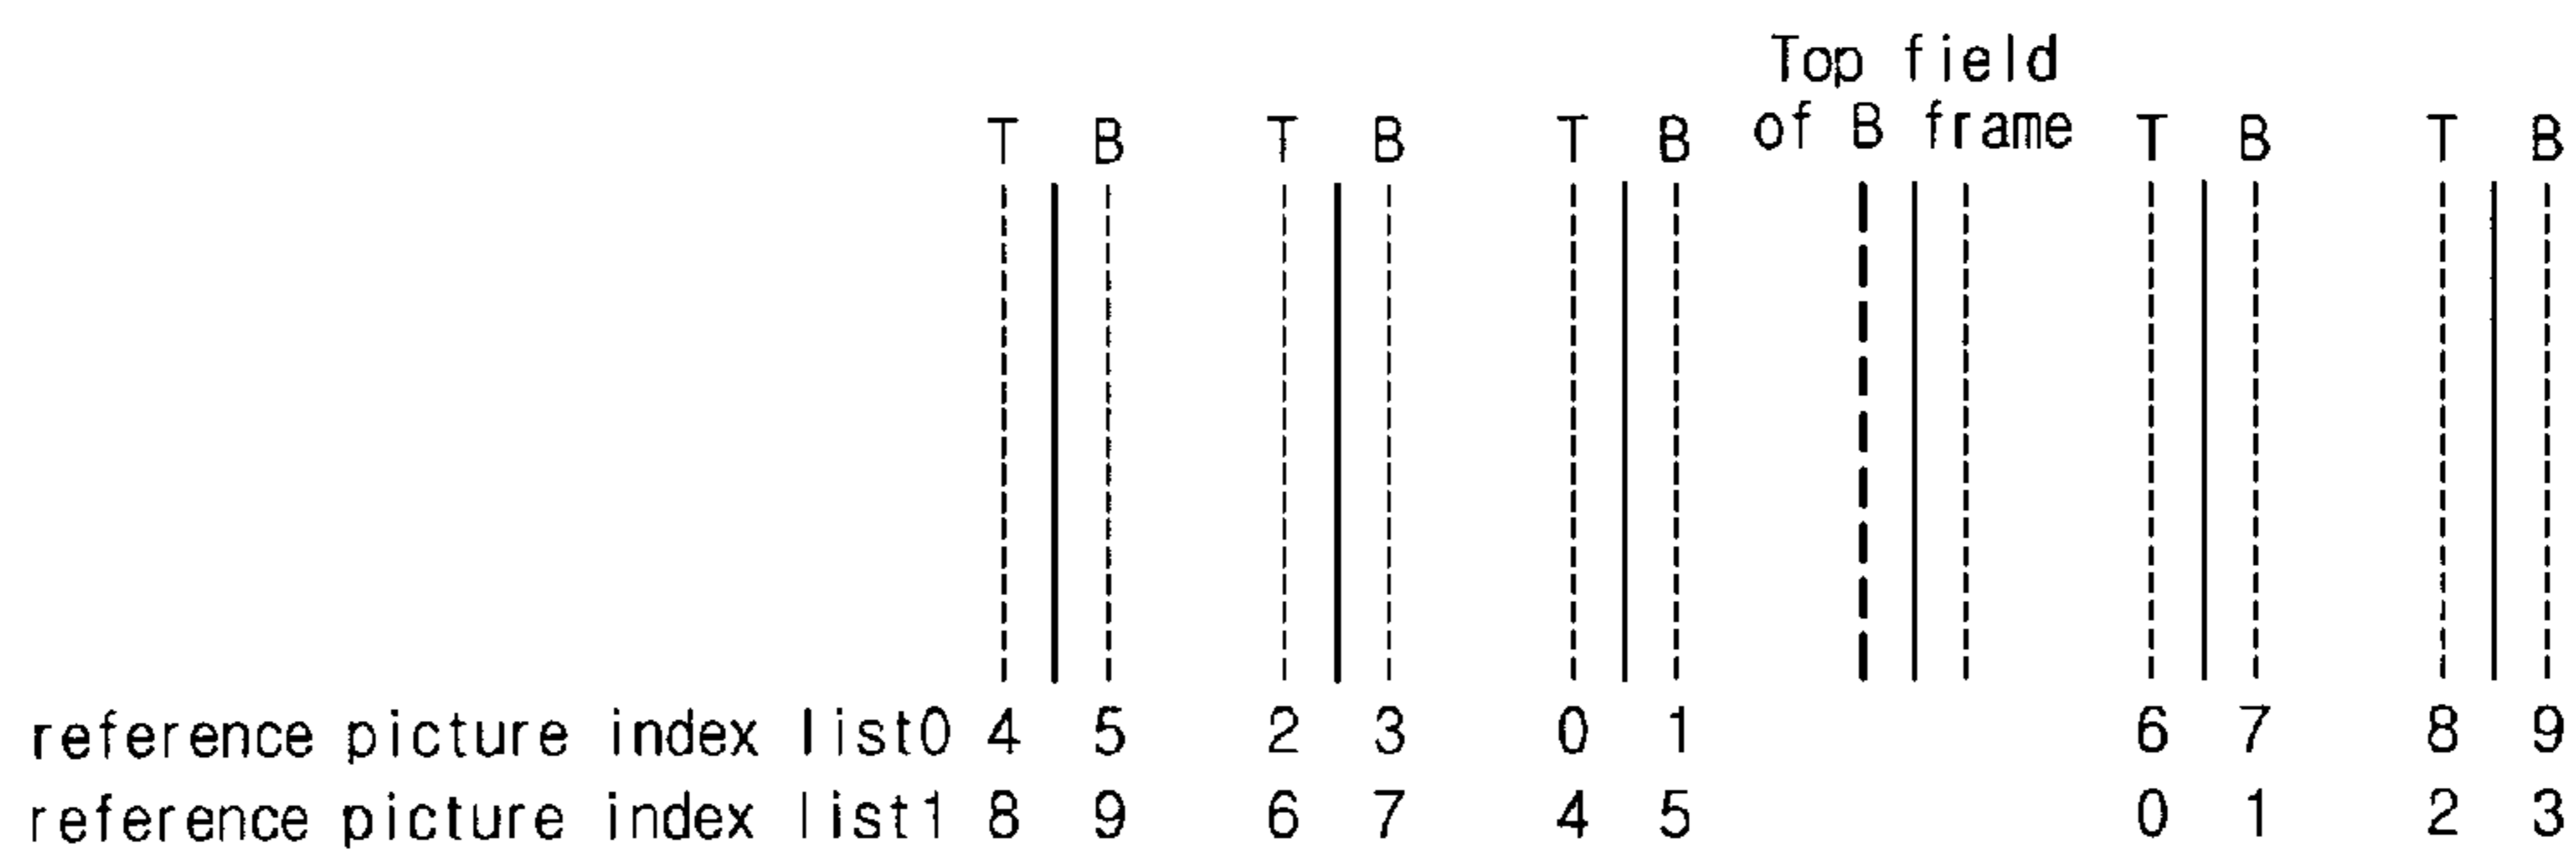 Top field
of B frame
T B T B T B T B T B
reference picture index list0 4 5 2 3 0 1 6 7 8 9
reference picture index list1 8 9 6 7 4 5 0 1 2 3